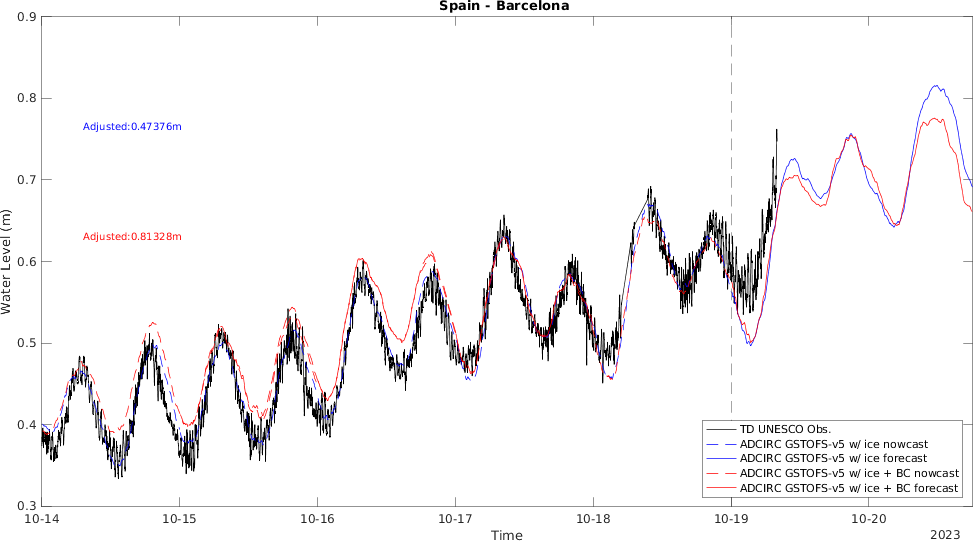 Spain - Barcelona
0.9
0.8
0.7
0.6
0.5
0.4
0.3
Water Level (m)
Adjusted:0.47376m
Adjusted:0.81328m
TD UNESCO Obs.
ADCIRC GSTOFS-v5 w/ ice nowcast
ADCIRC GSTOFS-v5 w/ ice forecast
ADCIRC GSTOFS-v5 w/ ice + BC nowcast
ADCIRC GSTOFS-v5 w/ ice + BC forecast
10-14
10-15
10-16
10-17
10-18
10-19
10-20
Time
2023